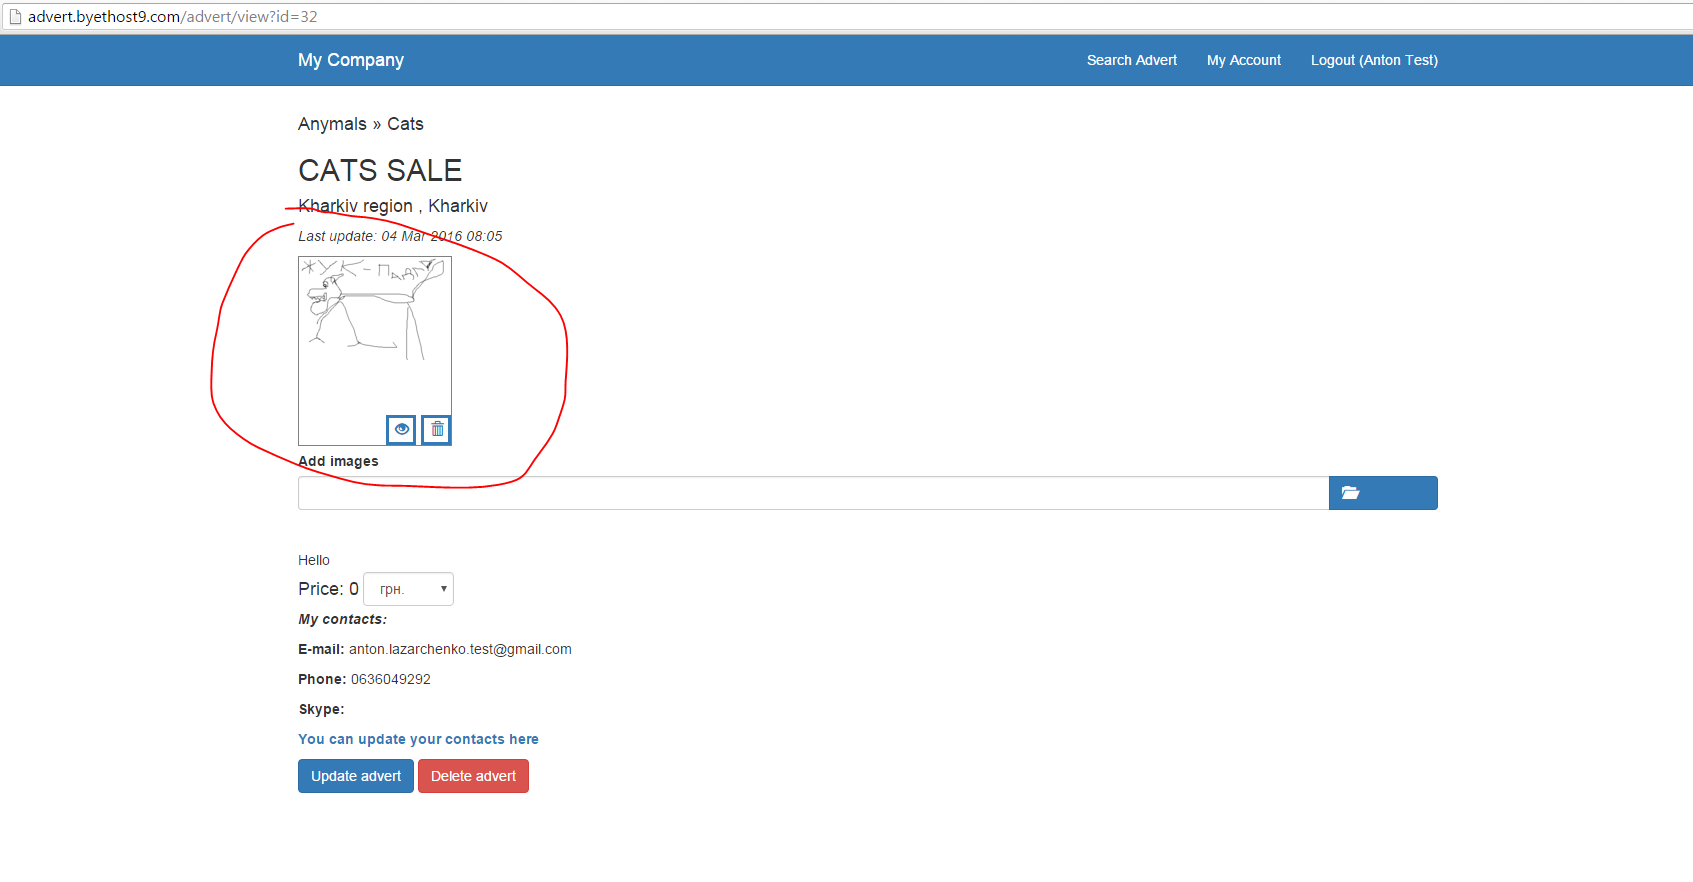 advert.byethost9.com/advert/view?id=32
My Company
Search Advert
My Account
Logout (Anton Test)
Anymals » Cats
CATS SALE
Kharkiv region , Kharkiv
Last update: 04 Mar 2016 08:05
ЖУК-ПАДЛА
Add images
Hello
Price: 0 грн.
My contacts:
E-mail: anton.lazarchenko.test@gmail.com
Phone: 0636049292
Skype:
You can update your contacts here
Update advert
Delete advert